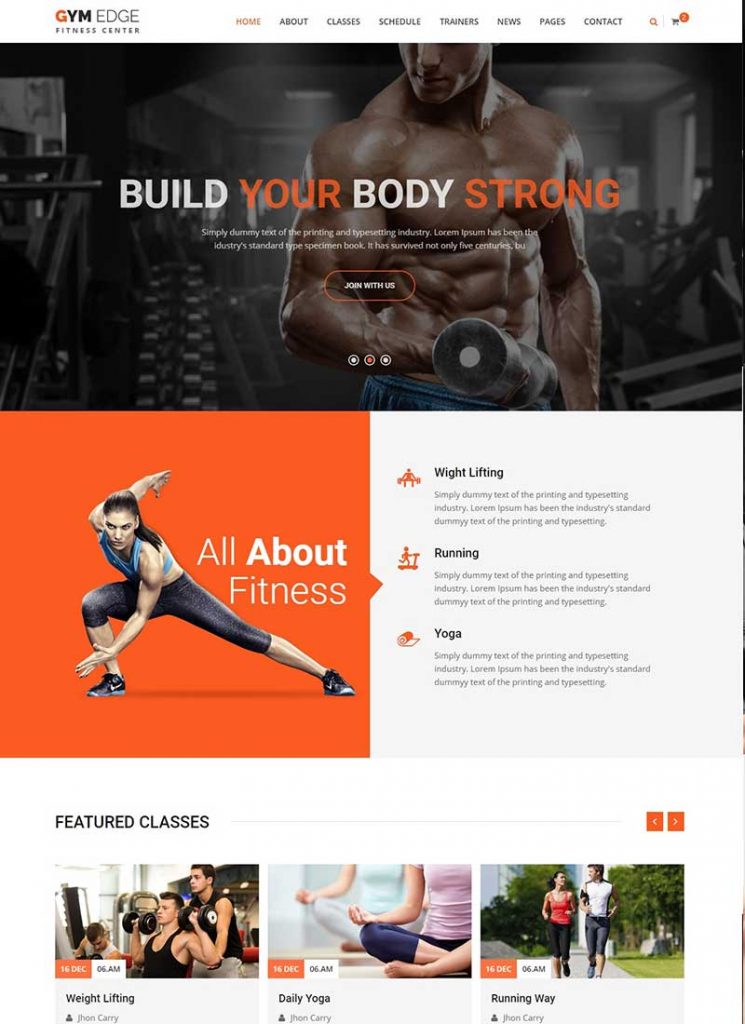 GYM EDGE
FITNESS CENTER
HOME ABOUT CLASSES SCHEDULE TRAINERS NEWS PAGES CONTACT 2
BUILD YOUR BODY STRONG
Simply dummy text of the printing and typesetting industry. Lorem Ipsum has been the
idustry's standard type specimen book. It has survived not only five centuries, bu
JOIN WITH US
All About
Fitness
Wight Lifting
Simply dummy text of the printing and typesetting
industry. Lorem Ipsum has been the industry's standard
dummyy text of the printing and typesetting.
Running
Simply dummy text of the printing and typesetting
industry. Lorem Ipsum has been the industry's standard
dummyy text of the printing and typesetting.
Yoga
Simply dummy text of the printing and typesetting
industry. Lorem Ipsum has been the industry's standard
dummyy text of the printing and typesetting.
FEATURED CLASSES
16 DEC 06.AM
Weight Lifting
Jhon Carry
16 DEC 06.AM
Daily Yoga
Jhon Carry
16 DEC 06.AM
Running Way
Jhon Carry